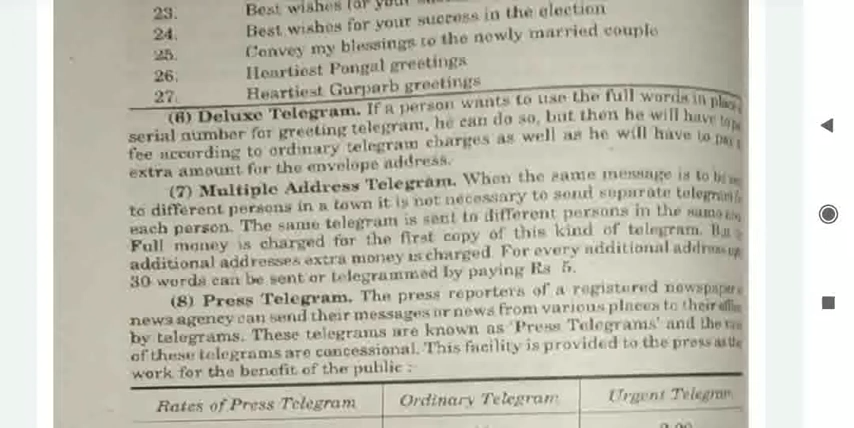 23. Best wishes for your
24. Best wishes for your success in the election
25. Convey my blessings to the newly married couple
26. Heartiest Pongal greetings
27. Heartiest Gurparb greetings
(6) Deluxe Telegram. If a person wants to use the full words in place
serial number for greeting telegram, he can do so, but then he will have to
fee according to ordinary telegram charges as well as he will have to pay
extra amount for the envelope address.
(7) Multiple Address Telegram. When the same message is to be
to different persons in a town it is not necessary to send separate telegrams
each person. The same telegram is sent to different persons in the same
Full money is charged for the first copy of this kind of telegram. But
additional addresses extra money is charged. For every additional address
30 words can be sent or telegrammed by paying Rs 5.
(8) Press Telegram. The press reporters of a registered newspaper
news agency can send their messages or news from various places to their
by telegrams. These telegrams are known as 'Press Telegrams' and the
of these telegrams are concessional. This facility is provided to the press as the
work for the benefit of the public :
Rates of Press Telegram Ordinary Telegram Urgent Telegram